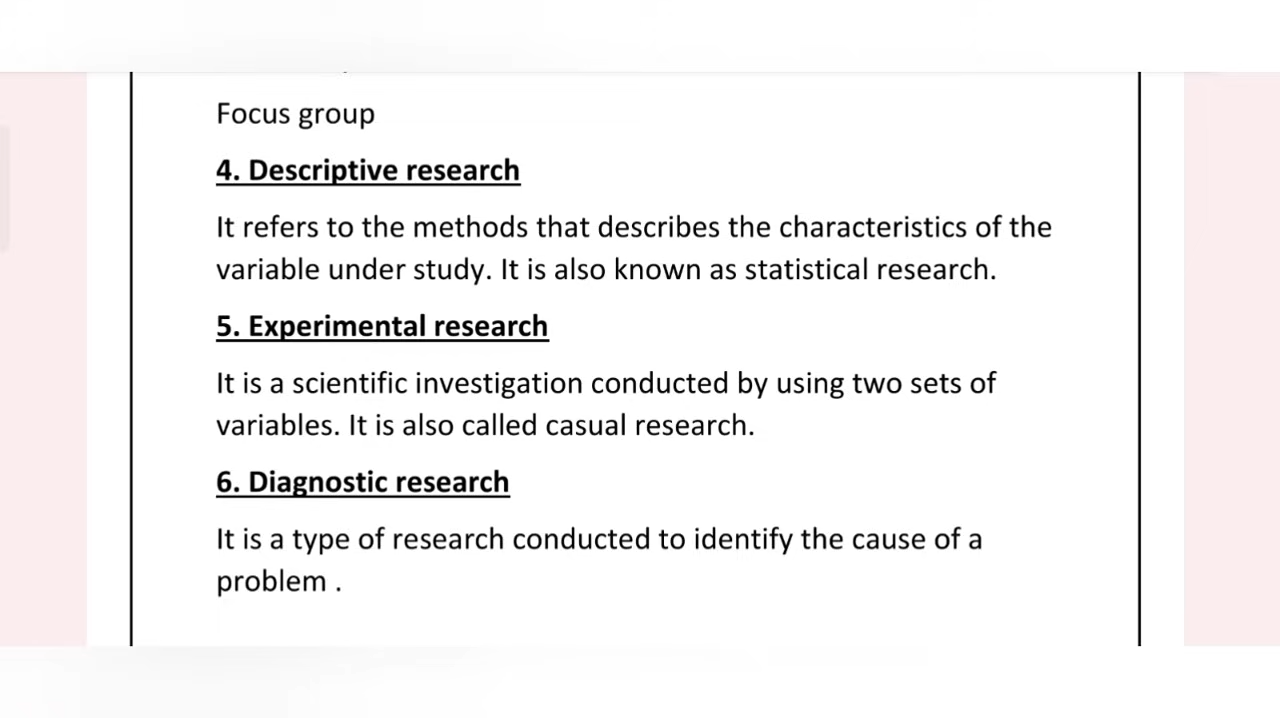 Focus group
4. Descriptive research
It refers to the methods that describes the characteristics of the
variable under study. It is also known as statistical research.
5. Experimental research
It is a scientific investigation conducted by using two sets of
variables. It is also called casual research.
6. Diagnostic research
It is a type of research conducted to identify the cause of a
problem .